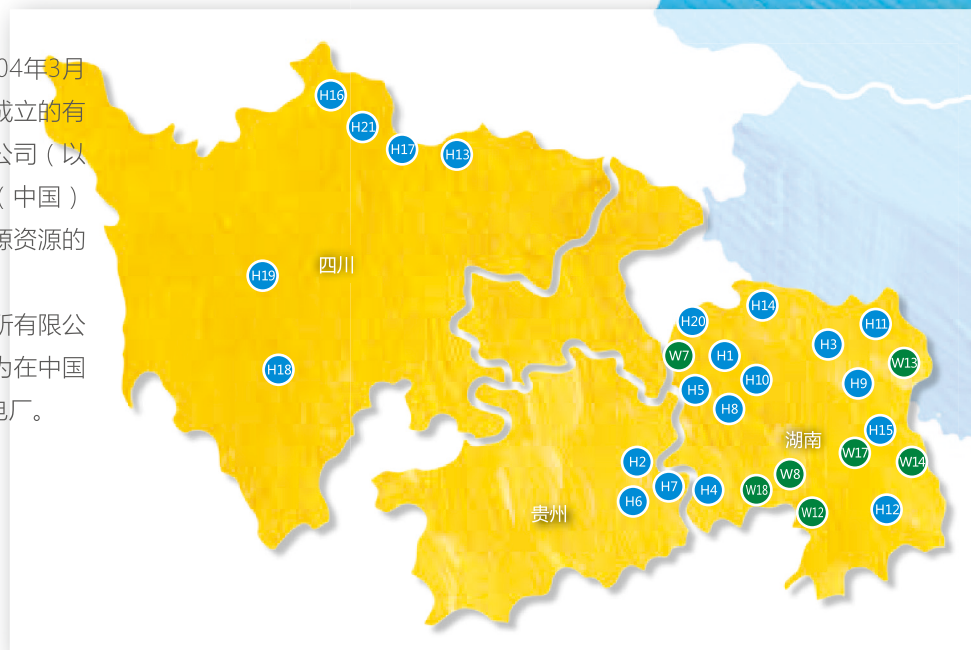 04年3月
成立的有
公司（以
（中国）
源资源的
所有限公
为在中国
电厂。
H16
H21
H17
H13
H19
四川
H18
H14
H20
H11
H3
W7
H1
W13
H10
H9
H5
H8
H15
湖南
W17
H2
W14
W8
H7
H4
W18
H6
H12
W12
贵州